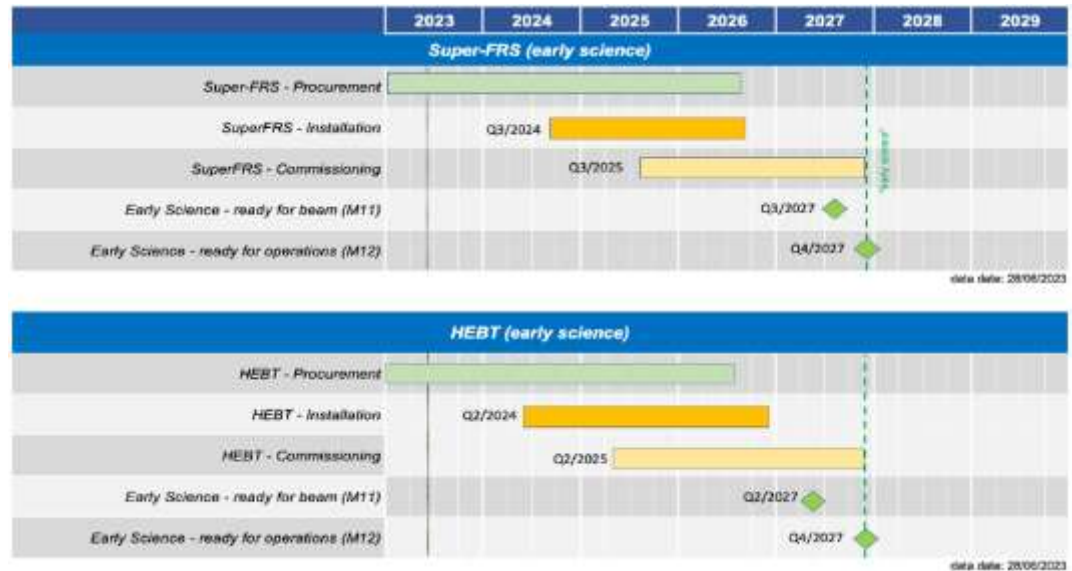 2023 2024 2025 2026 2027 2028 2029
Super-FRS (early science)
Super-FRS - Procurement
SuperFRS - Installation Q3/2024
SuperFRS - Commissioning Q3/2025
"early science"
Early Science - ready for beam (M11) Q3/2027
Early Science - ready for operations (M12) Q4/2027
data date: 28/06/2023
HEBT (early science)
HEBT - Procurement
HEBT - Installation Q2/2024
HEBT - Commissioning Q2/2025
Early Science - ready for beam (M11) Q2/2027
Early Science - ready for operations (M12) Q4/2027
data date: 28/06/2023